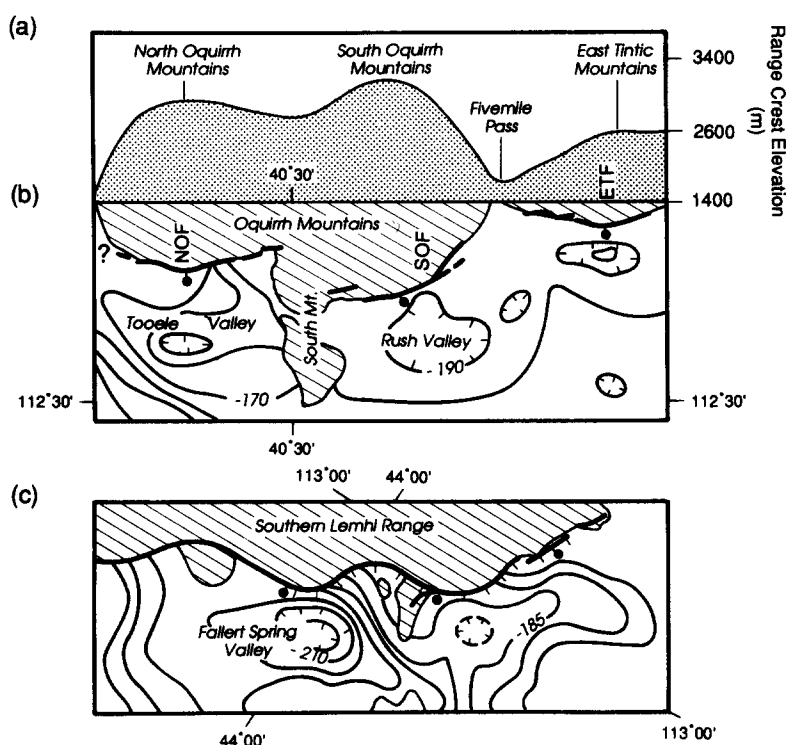 (a)
North Oquirrh
Mountains
South Oquirrh
Mountains
East Tintic
Mountains
Fivemile
Pass
3400
2600
1400
Range Crest Elevation
(m)
40°30'
(b)
Oquirrh Mountains
NOF
SOF
ETF
?
Tooele Valley
South Mt.
Rush Valley
-190
-170
112°30'
112°30'
40°30'
113°00'
44°00'
(c)
Southern Lemhi Range
Fallert Spring
Valley
-210
-185
44°00'
113°00'